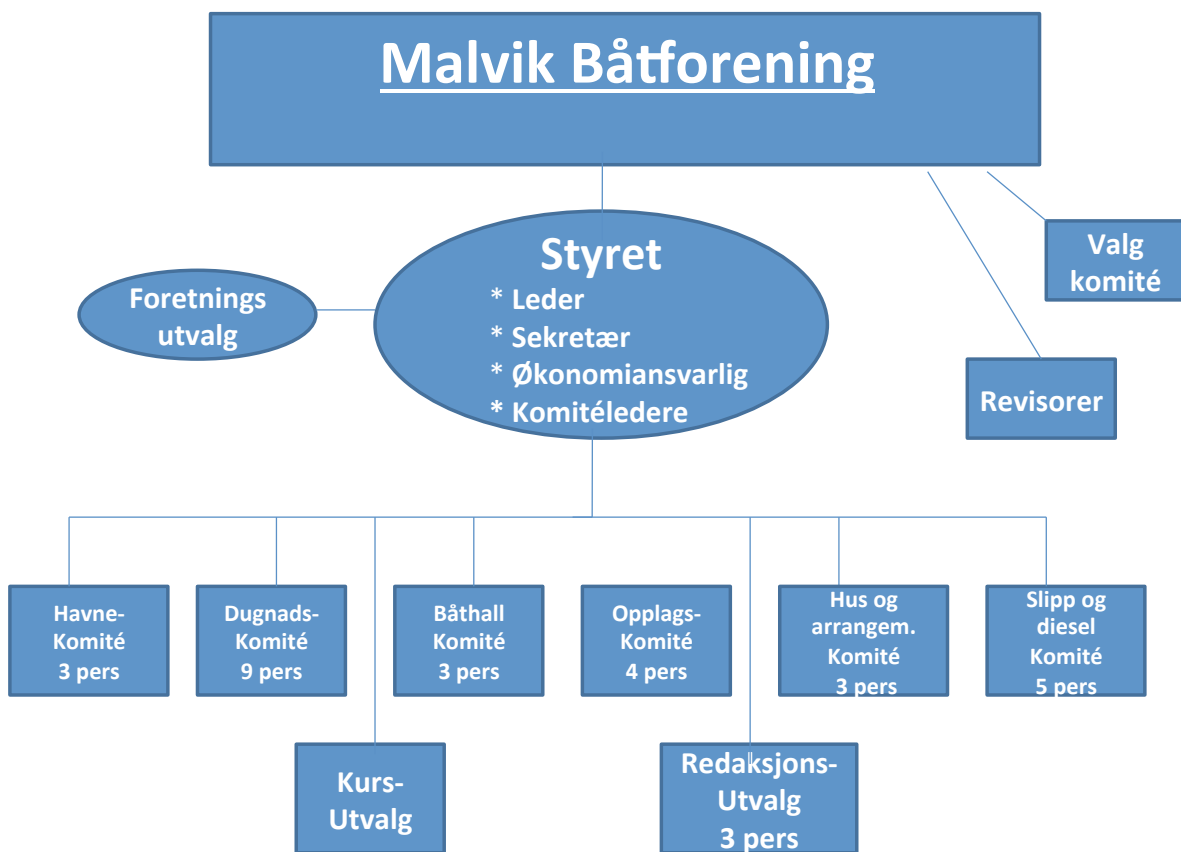 Malvik Båtforening
Styret
* Leder
* Sekretær
* Økonomiansvarlig
* Komitéledere
Foretnings
utvalg
Valg
komité
Revisorer
Havne-
Komité
3 pers
Dugnads-
Komité
9 pers
Båthall
Komité
3 pers
Opplags-
Komité
4 pers
Hus og
arrangem.
Komité
3 pers
Slipp og
diesel
Komité
5 pers
Kurs-
Utvalg
Redaksjons-
Utvalg
3 pers